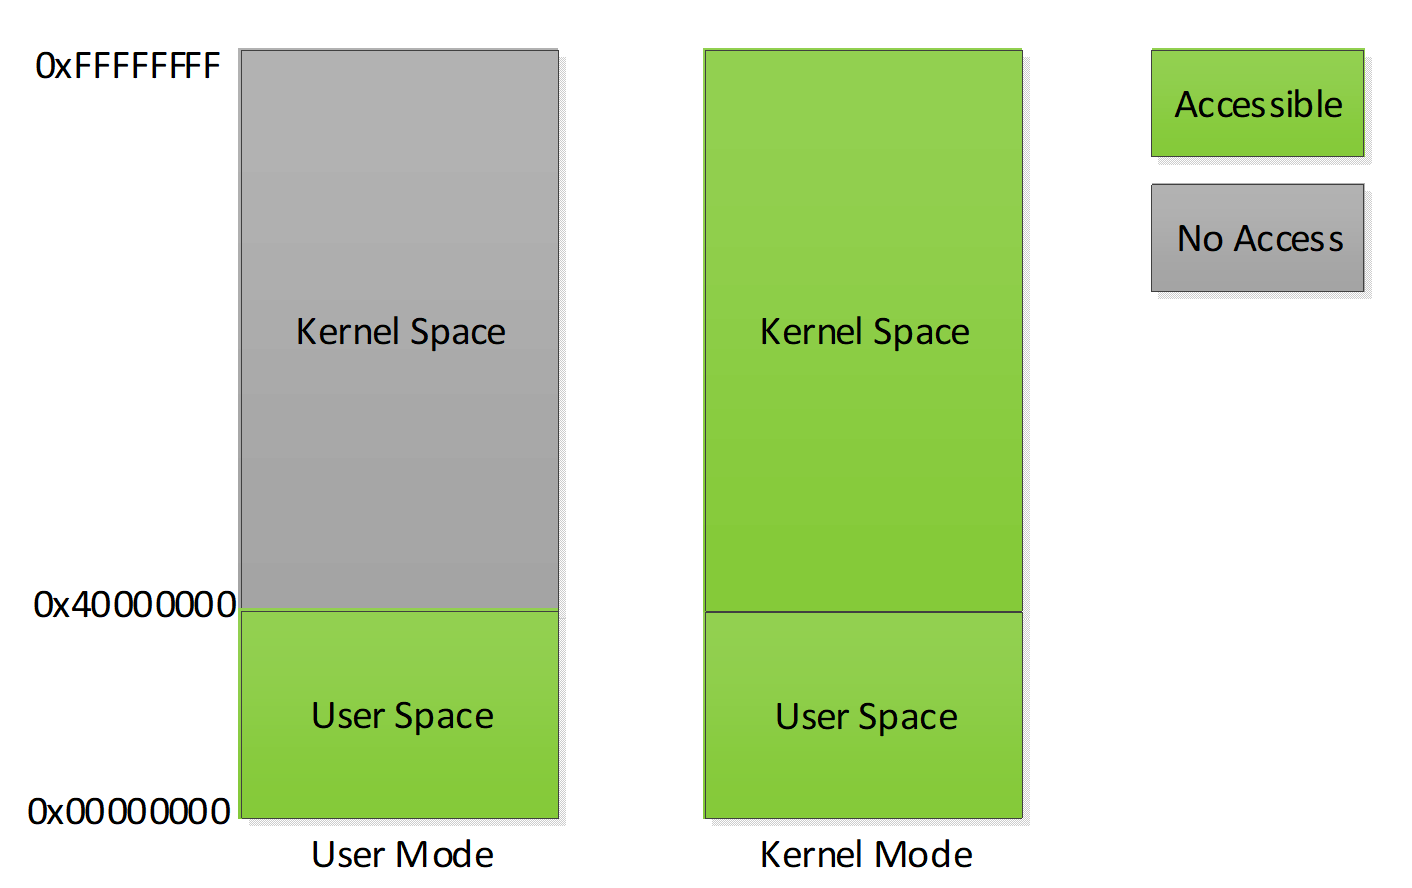 0xFFFFFFFF
Accessible
No Access
Kernel Space
Kernel Space
0x40000000
User Space
User Space
0x00000000
User Mode
Kernel Mode